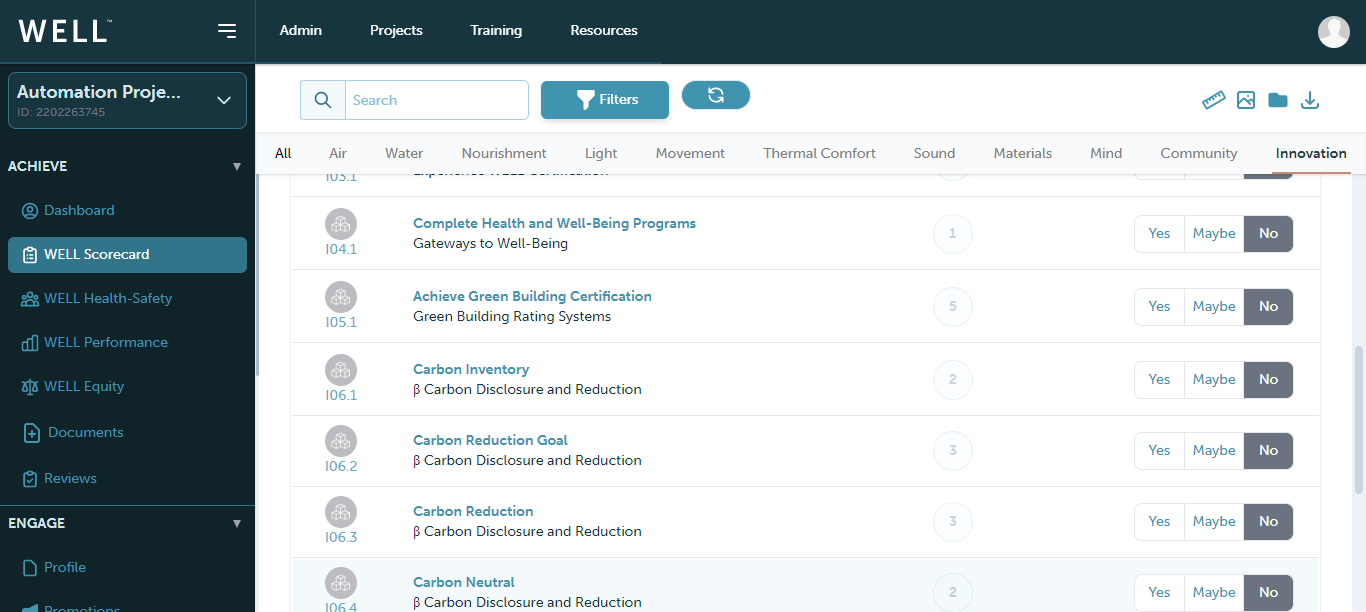 WELL™
Admin
Projects
Training
Resources
Automation Proje...
ID: 2202263745
ACHIEVE
Dashboard
WELL Scorecard
WELL Health-Safety
WELL Performance
WELL Equity
Documents
Reviews
ENGAGE
Profile
Promotions
Search
Filters
All
Air
Water
Nourishment
Light
Movement
Thermal Comfort
Sound
Materials
Mind
Community
Innovation
I03.1
Experience WELL Certification
I04.1
Complete Health and Well-Being Programs
Gateways to Well-Being
1
Yes
Maybe
No
I05.1
Achieve Green Building Certification
Green Building Rating Systems
5
Yes
Maybe
No
I06.1
Carbon Inventory
β Carbon Disclosure and Reduction
2
Yes
Maybe
No
I06.2
Carbon Reduction Goal
β Carbon Disclosure and Reduction
3
Yes
Maybe
No
I06.3
Carbon Reduction
β Carbon Disclosure and Reduction
3
Yes
Maybe
No
I06.4
Carbon Neutral
β Carbon Disclosure and Reduction
2
Yes
Maybe
No